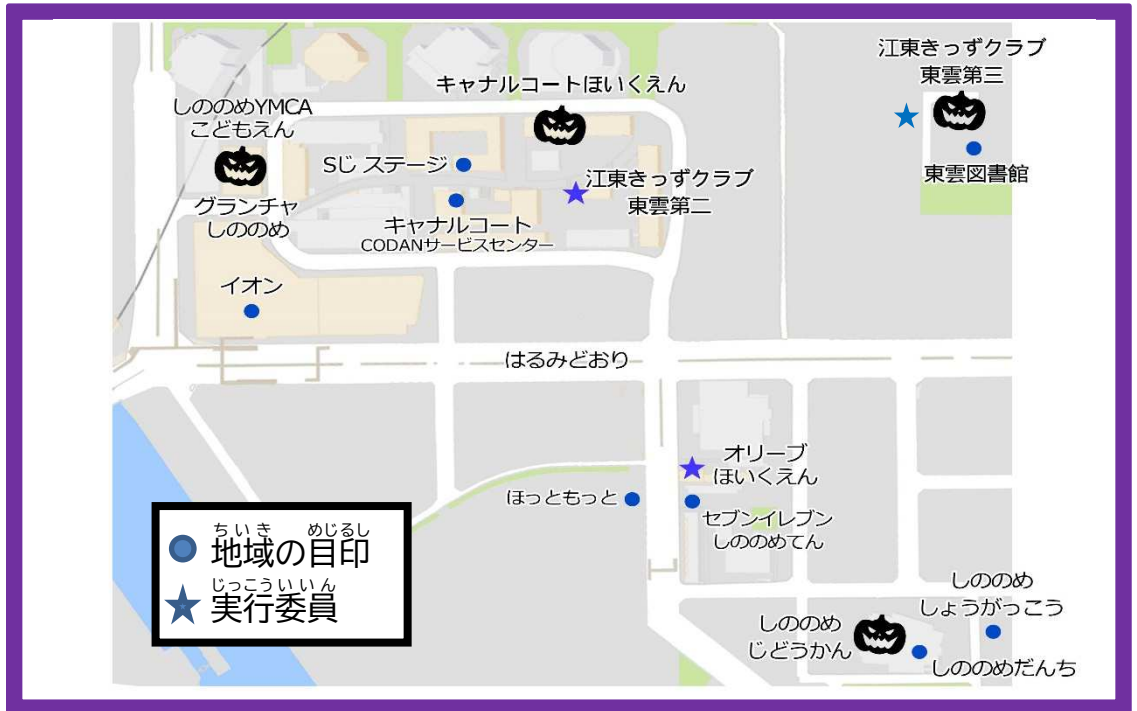 江東きっずクラブ
東雲第三
キャナルコートほいくえん
しののめYMCA
こどもえん
Sじ ステージ
江東きっずクラブ
東雲第二
東雲図書館
グランチャ
しののめ
キャナルコート
CODANサービスセンター
イオン
はるみどおり
オリーブ
ほいくえん
ほっともっと
セブンイレブン
しののめてん
ちいき めじるし
地域の目印
じっこういいん
実行委員
しののめ
しょうがっこう
しののめ
じどうかん
しののめだんち